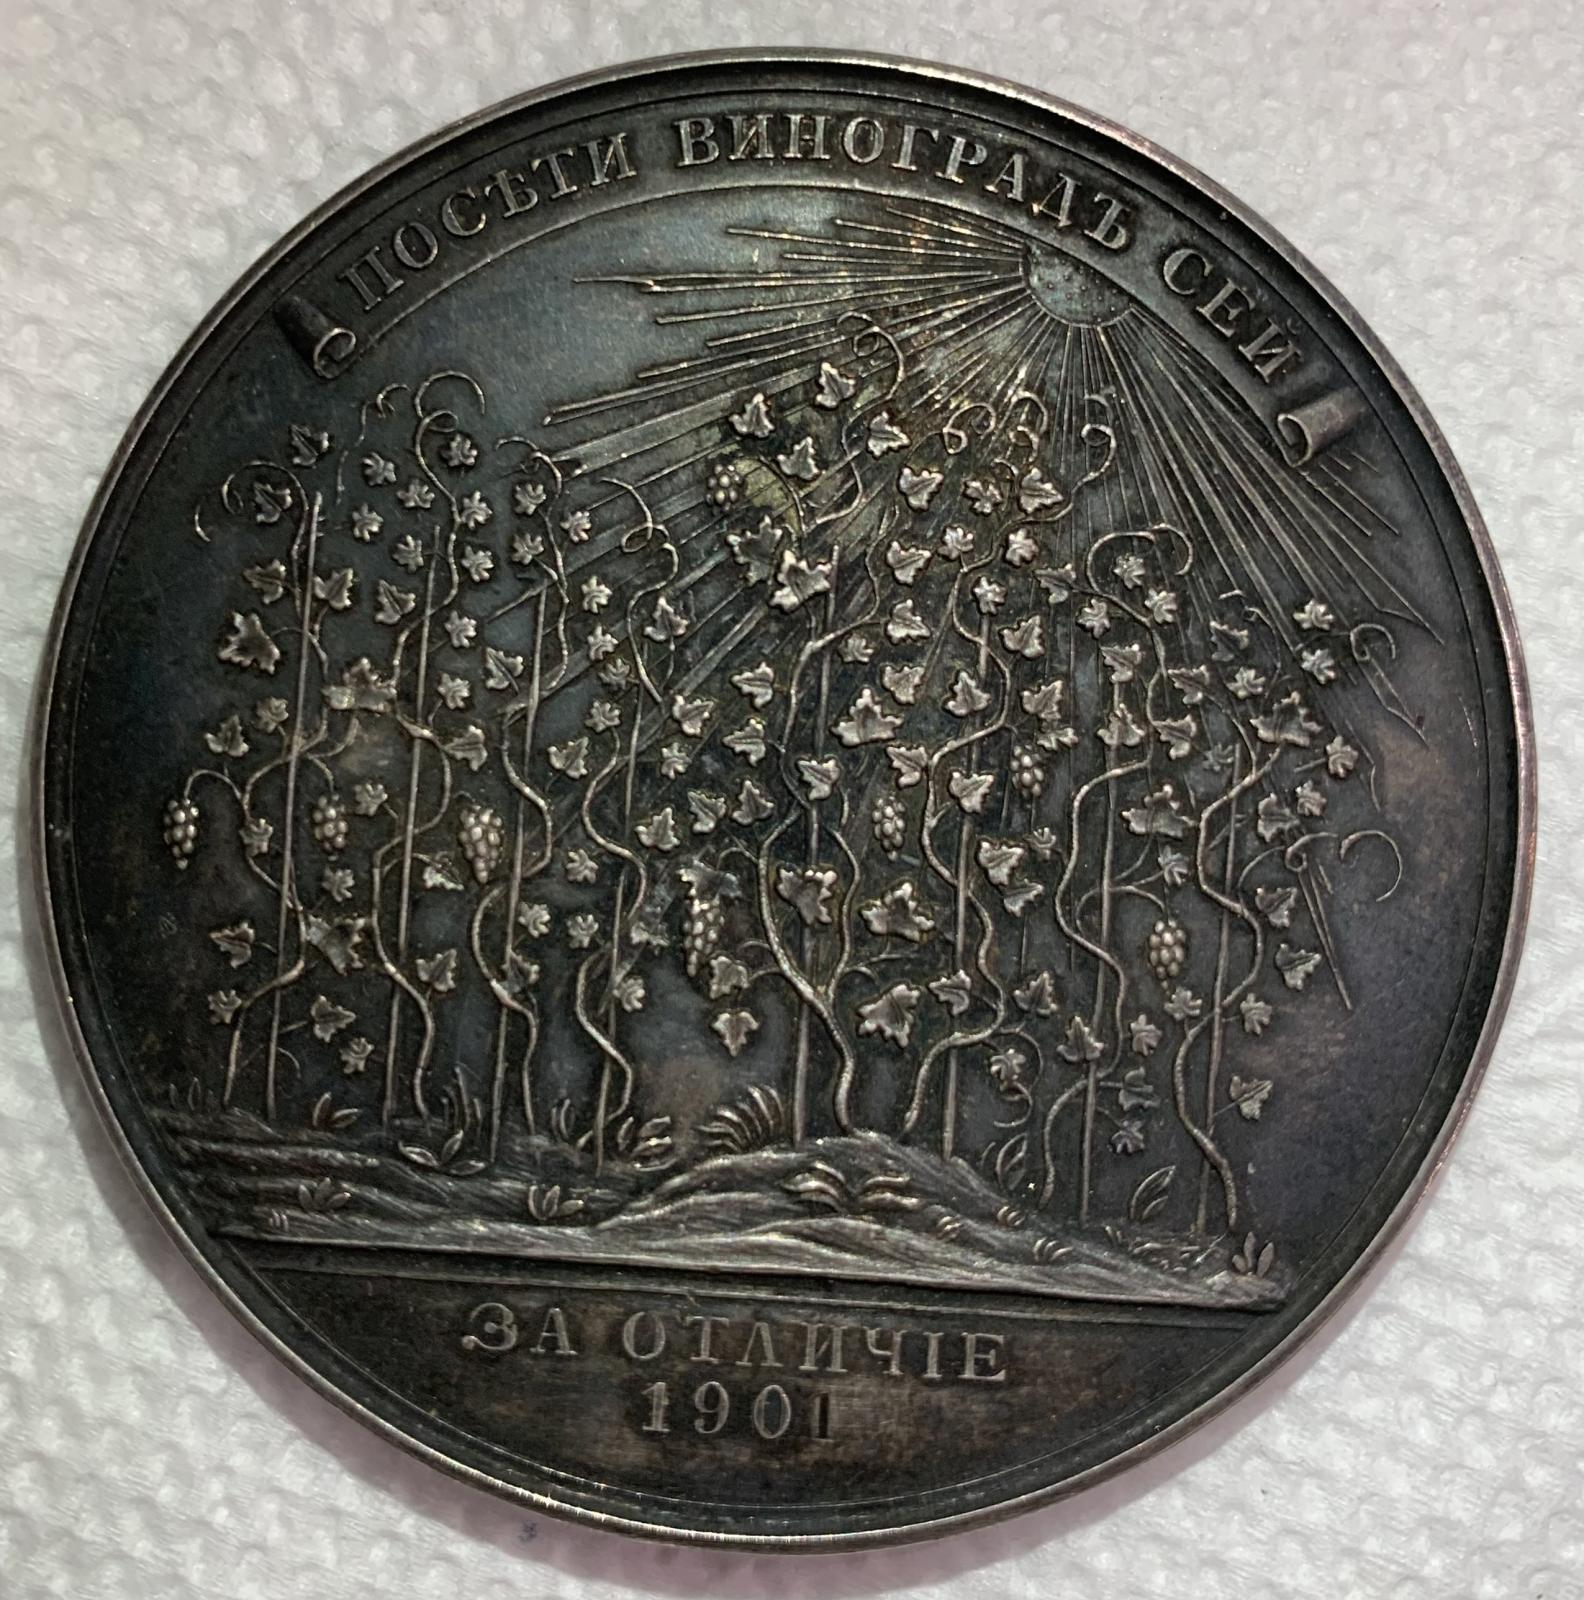 ПОСѢТИ ВИНОГРАДЪ СЕЙ
ЗА ОТЛИЧІЕ
1901